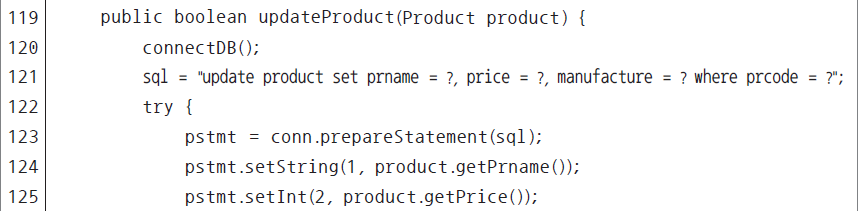 119 public boolean updateProduct(Product product) {
120 connectDB();
121 sql = "update product set prname = ?, price = ?, manufacture = ? where prcode = ?";
122 try {
123 pstmt = conn.prepareStatement(sql);
124 pstmt.setString(1, product.getPrname());
125 pstmt.setInt(2, product.getPrice());